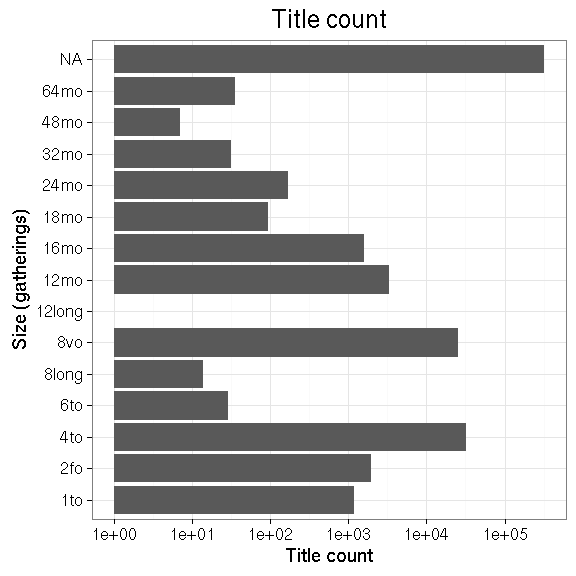 Title count
NA
64mo
48mo
32mo
24mo
18mo
16mo
12mo
12long
8vo
8long
6to
4to
2fo
1to
Size (gatherings)
1e+00 1e+01 1e+02 1e+03 1e+04 1e+05
Title count